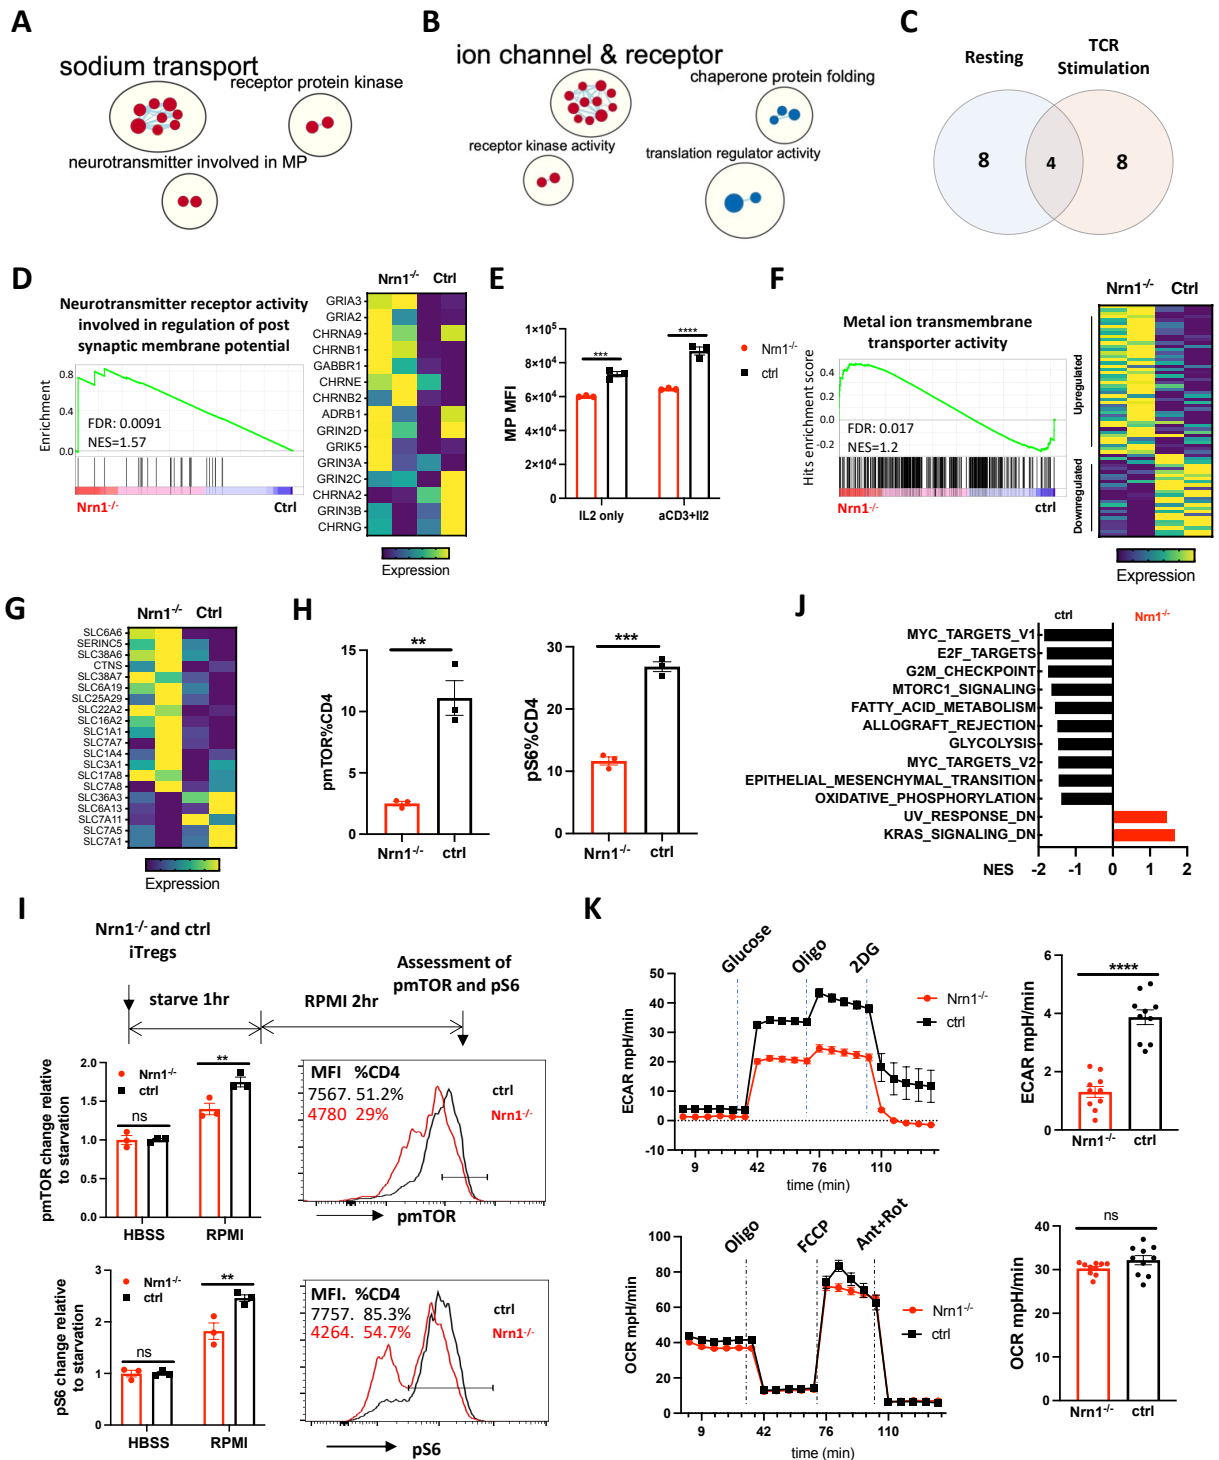 A
sodium transport
receptor protein kinase
neurotransmitter involved in MP
B
ion channel & receptor
chaperone protein folding
receptor kinase activity
translation regulator activity
C
Resting
TCR
Stimulation
8
4
8
D
Neurotransmitter receptor activity
involved in regulation of post
synaptic membrane potential
Enrichment
0.8
0.4
0.0
FDR: 0.0091
NES=1.57
Nrn1-/-
Ctrl
Nrn1-/- Ctrl
GRIA3
GRIA2
CHRNA9
CHRNB1
GABBR1
CHRNE
CHRNB2
ADRB1
GRIN2D
GRIK5
GRIN3A
GRIN2C
CHRNA2
GRIN3B
CHRNG
Expression
E
MP MFI
1×10⁵
8×10⁴
6×10⁴
4×10⁴
2×10⁴
0
***
****
IL2 only
aCD3+Il2
Nrn1-/-
ctrl
F
Metal ion transmembrane
transporter activity
Hits enrichment score
0.4
0.2
0.0
-0.2
FDR: 0.017
NES=1.2
Nrn1-/-
ctrl
Nrn1-/- Ctrl
Upregulated
Downregulated
Expression
G
Nrn1-/- Ctrl
SLC6A6
SERINC5
SLC38A6
CTNS
SLC38A7
SLC6A19
SLC25A29
SLC22A2
SLC16A2
SLC1A1
SLC7A7
SLC1A4
SLC3A1
SLC17A8
SLC7A8
SLC36A3
SLC6A13
SLC7A11
SLC7A5
SLC7A1
Expression
H
pmTOR%CD4
15
10
5
0
**
Nrn1-/-
ctrl
pS6%CD4
30
20
10
0
***
Nrn1-/-
ctrl
J
ctrl
Nrn1-/-
MYC_TARGETS_V1
E2F_TARGETS
G2M_CHECKPOINT
MTORC1_SIGNALING
FATTY_ACID_METABOLISM
ALLOGRAFT_REJECTION
GLYCOLYSIS
MYC_TARGETS_V2
EPITHELIAL_MESENCHYMAL_TRANSITION
OXIDATIVE_PHOSPHORYLATION
UV_RESPONSE_DN
KRAS_SIGNALING_DN
NES -2 -1 0 1 2
I
Nrn1-/- and ctrl
iTregs
starve 1hr
RPMI 2hr
Assessment of
pmTOR and pS6
pmTOR change relative
to starvation
2.0
1.5
1.0
0.5
0.0
Nrn1-/-
ctrl
ns
**
HBSS
RPMI
MFI %CD4
7567. 51.2%
4780 29%
ctrl
Nrn1-/-
pmTOR
pS6 change relative
to starvation
3
2
1
0
Nrn1-/-
ctrl
ns
**
HBSS
RPMI
MFI. %CD4
7757. 85.3%
4264. 54.7%
ctrl
Nrn1-/-
pS6
K
Glucose
Oligo
2DG
ECAR mpH/min
50
40
30
20
10
0
-10
9
42
76
110
time (min)
Nrn1-/-
ctrl
ECAR mpH/min
6
4
2
0
****
Nrn1-/-
ctrl
Oligo
FCCP
Ant+Rot
OCR mpH/min
100
80
60
40
20
0
9
42
76
110
time (min)
Nrn1-/-
ctrl
OCR mpH/min
40
30
20
10
0
ns
Nrn1-/-
ctrl